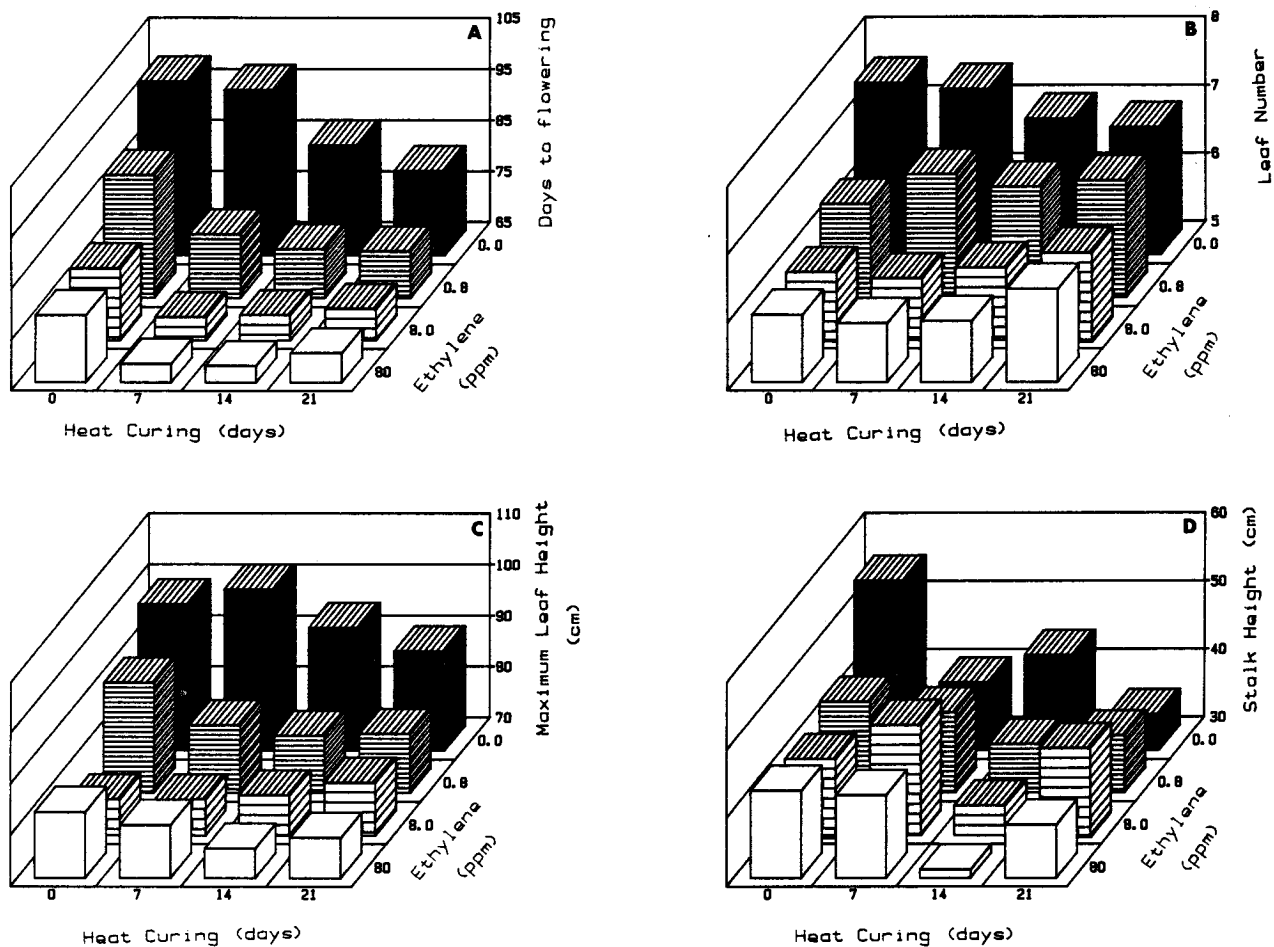 A
105
95
85
75
65
Days to flowering
0.0
0.8
8.0
80
Ethylene
(ppm)
0 7 14 21
Heat Curing (days)
B
8
7
6
5
Leaf Number
0.0
0.8
8.0
80
Ethylene
(ppm)
0 7 14 21
Heat Curing (days)
C
110
100
90
80
70
Maximum Leaf Height
(cm)
0.0
0.8
8.0
80
Ethylene
(ppm)
0 7 14 21
Heat Curing (days)
D
60
50
40
30
Stalk Height (cm)
0.0
0.8
8.0
80
Ethylene
(ppm)
0 7 14 21
Heat Curing (days)